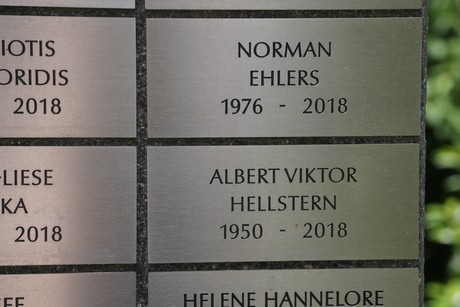 IOTIS
ORIDIS
2018
NORMAN
EHLERS
1976 - 2018
-LIESE
KA
2018
ALBERT VIKTOR
HELLSTERN
1950 - 2018
HELENE HANNELORE